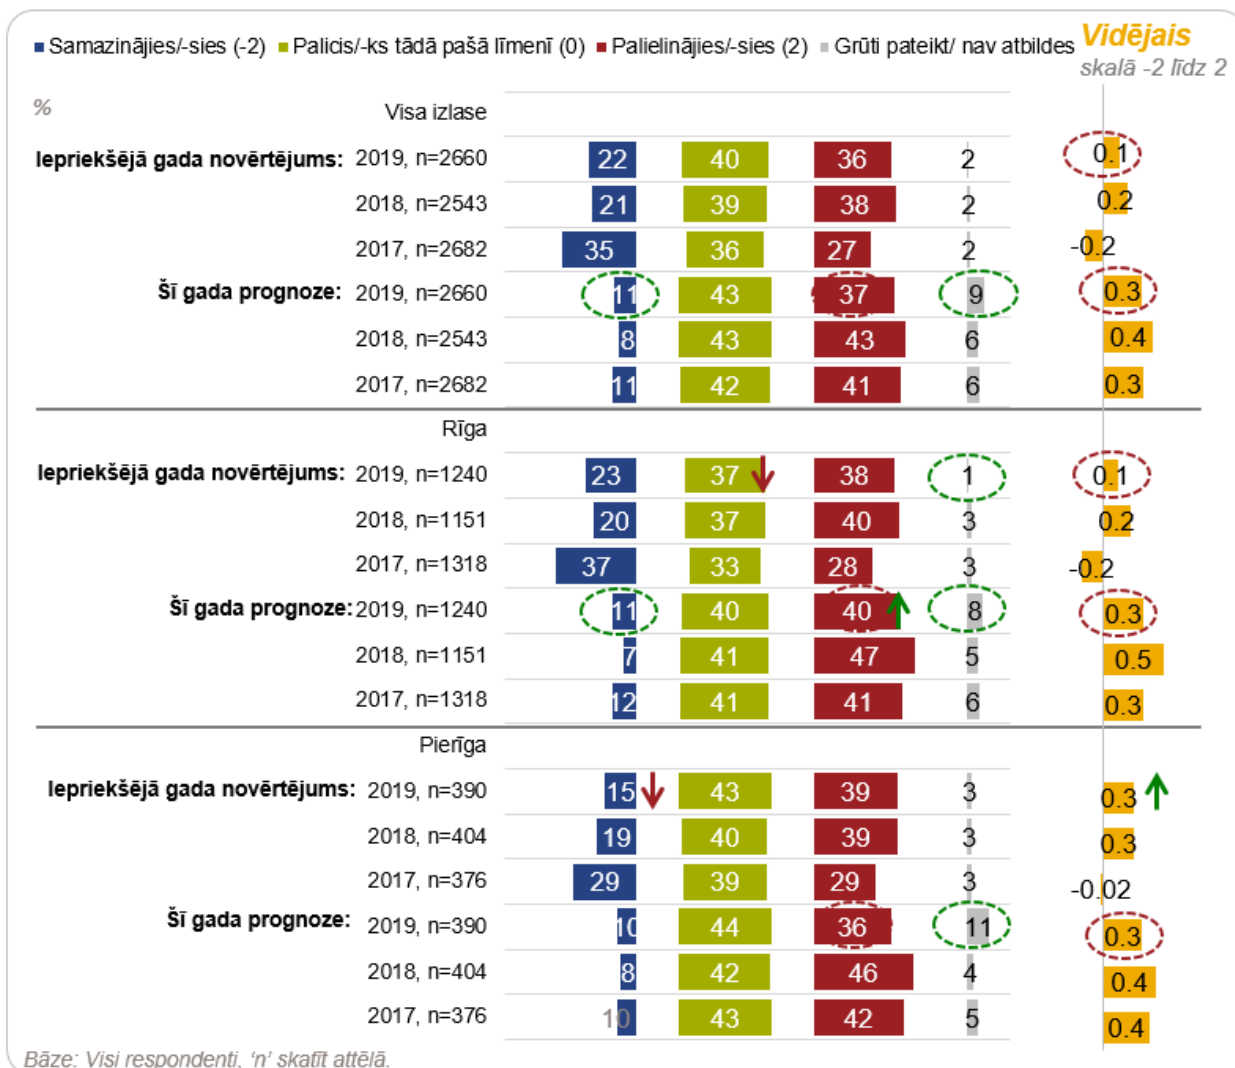 Samazinājies/-sies (-2) Palicis/-ks tādā pašā līmenī (0) Palielinājies/-sies (2) Grūti pateikt/ nav atbildes Vidējais
skalā -2 līdz 2
%
Visa izlase
Iepriekšējā gada novērtējums: 2019, n=2660 22 40 36 2 0.1
2018, n=2543 21 39 38 2 0.2
2017, n=2682 35 36 27 2 -0.2
Šī gada prognoze: 2019, n=2660 11 43 37 9 0.3
2018, n=2543 8 43 43 6 0.4
2017, n=2682 11 42 41 6 0.3
Rīga
Iepriekšējā gada novērtējums: 2019, n=1240 23 37 38 1 0.1
2018, n=1151 20 37 40 3 0.2
2017, n=1318 37 33 28 3 -0.2
Šī gada prognoze: 2019, n=1240 11 40 40 8 0.3
2018, n=1151 7 41 47 5 0.5
2017, n=1318 12 41 41 6 0.3
Pierīga
Iepriekšējā gada novērtējums: 2019, n=390 15 43 39 3 0.3
2018, n=404 19 40 39 3 0.3
2017, n=376 29 39 29 3 -0.02
Šī gada prognoze: 2019, n=390 10 44 36 11 0.3
2018, n=404 8 42 46 4 0.4
2017, n=376 10 43 42 5 0.4
Bāze: Visi respondenti, 'n' skatīt attēlā.